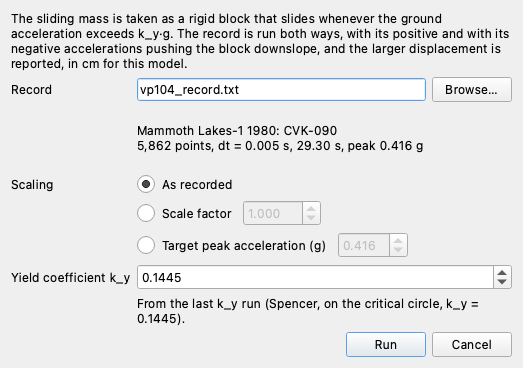 The sliding mass is taken as a rigid block that slides whenever the ground
acceleration exceeds k_y·g. The record is run both ways, with its positive and with its
negative accelerations pushing the block downslope, and the larger displacement is
reported, in cm for this model.
Record vp104_record.txt Browse...
Mammoth Lakes-1 1980: CVK-090
5,862 points, dt = 0.005 s, 29.30 s, peak 0.416 g
Scaling As recorded
Scale factor 1.000
Target peak acceleration (g) 0.416
Yield coefficient k_y 0.1445
From the last k_y run (Spencer, on the critical circle, k_y =
0.1445).
Run Cancel